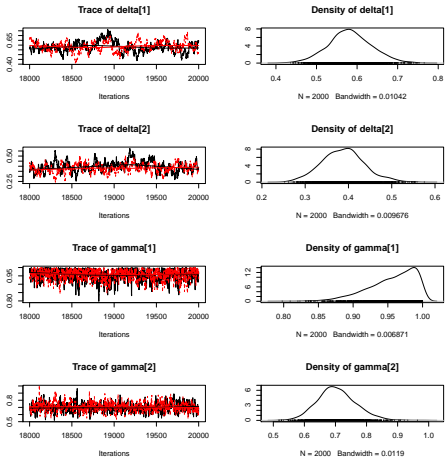 Trace of delta[1]
0.40 0.65
18000 18500 19000 19500 20000
Iterations
Density of delta[1]
0 4 8
0.4 0.5 0.6 0.7 0.8
N = 2000 Bandwidth = 0.01042
Trace of delta[2]
0.25 0.50
18000 18500 19000 19500 20000
Iterations
Density of delta[2]
0 4 8
0.2 0.3 0.4 0.5 0.6
N = 2000 Bandwidth = 0.009676
Trace of gamma[1]
0.80 0.95
18000 18500 19000 19500 20000
Iterations
Density of gamma[1]
0 4 8 12
0.80 0.85 0.90 0.95 1.00
N = 2000 Bandwidth = 0.006871
Trace of gamma[2]
0.5 0.8
18000 18500 19000 19500 20000
Iterations
Density of gamma[2]
0 3 6
0.5 0.6 0.7 0.8 0.9 1.0
N = 2000 Bandwidth = 0.0119